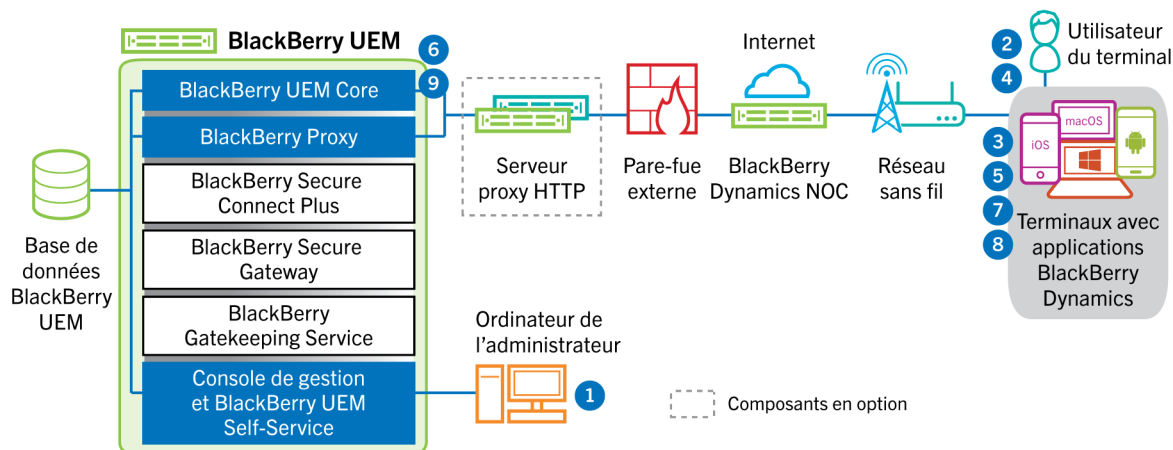 BlackBerry UEM
6
9
BlackBerry UEM Core
BlackBerry Proxy
BlackBerry Secure
Connect Plus
BlackBerry Secure
Gateway
BlackBerry
Gatekeeping Service
Console de gestion
et BlackBerry UEM
Self-Service
Base de
données
BlackBerry
UEM
Serveur
proxy HTTP
Pare-fue
externe
Internet
BlackBerry
Dynamics NOC
Réseau
sans fil
2
4
Utilisateur
du terminal
3
5
7
8
iOS
macOS
Terminaux avec
applications
BlackBerry
Dynamics
Ordinateur de
l'administrateur
1
Composants en option